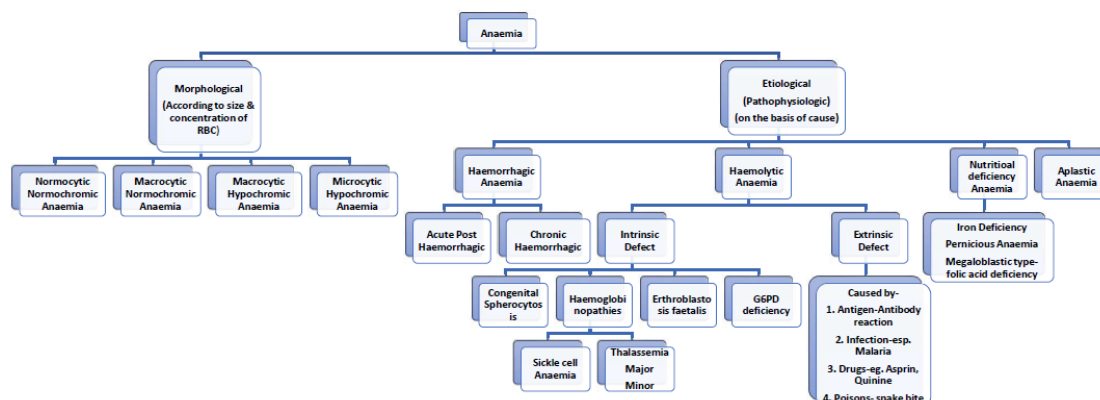 Anaemia
Morphological
(According to size &
concentration of
RBC)
Etiological
(Pathophysiologic)
(on the basis of cause)
Normocytic
Normochromic
Anaemia
Macrocytic
Normochromic
Anaemia
Macrocytic
Hypochromic
Anaemia
Microcytic
Hypochromic
Anaemia
Haemorrhagic
Anaemia
Haemolytic
Anaemia
Nutritioal
deficiency
Anaemia
Aplastic
Anaemia
Acute Post
Haemorrhagic
Chronic
Haemorrhagic
Intrinsic
Defect
Extrinsic
Defect
Iron Deficiency
Pernicious Anaemia
Megaloblastic type-
folic acid deficiency
Congenital
Spherocytos
is
Haemoglobi
nopathies
Erthroblasto
sis faetalis
G6PD
deficiency
Caused by-
1. Antigen-Antibody
reaction
2. Infection-esp.
Malaria
3. Drugs-eg. Asprin,
Quinine
4. Poisons- snake bite
Sickle cell
Anaemia
Thalassemia
Major
Minor